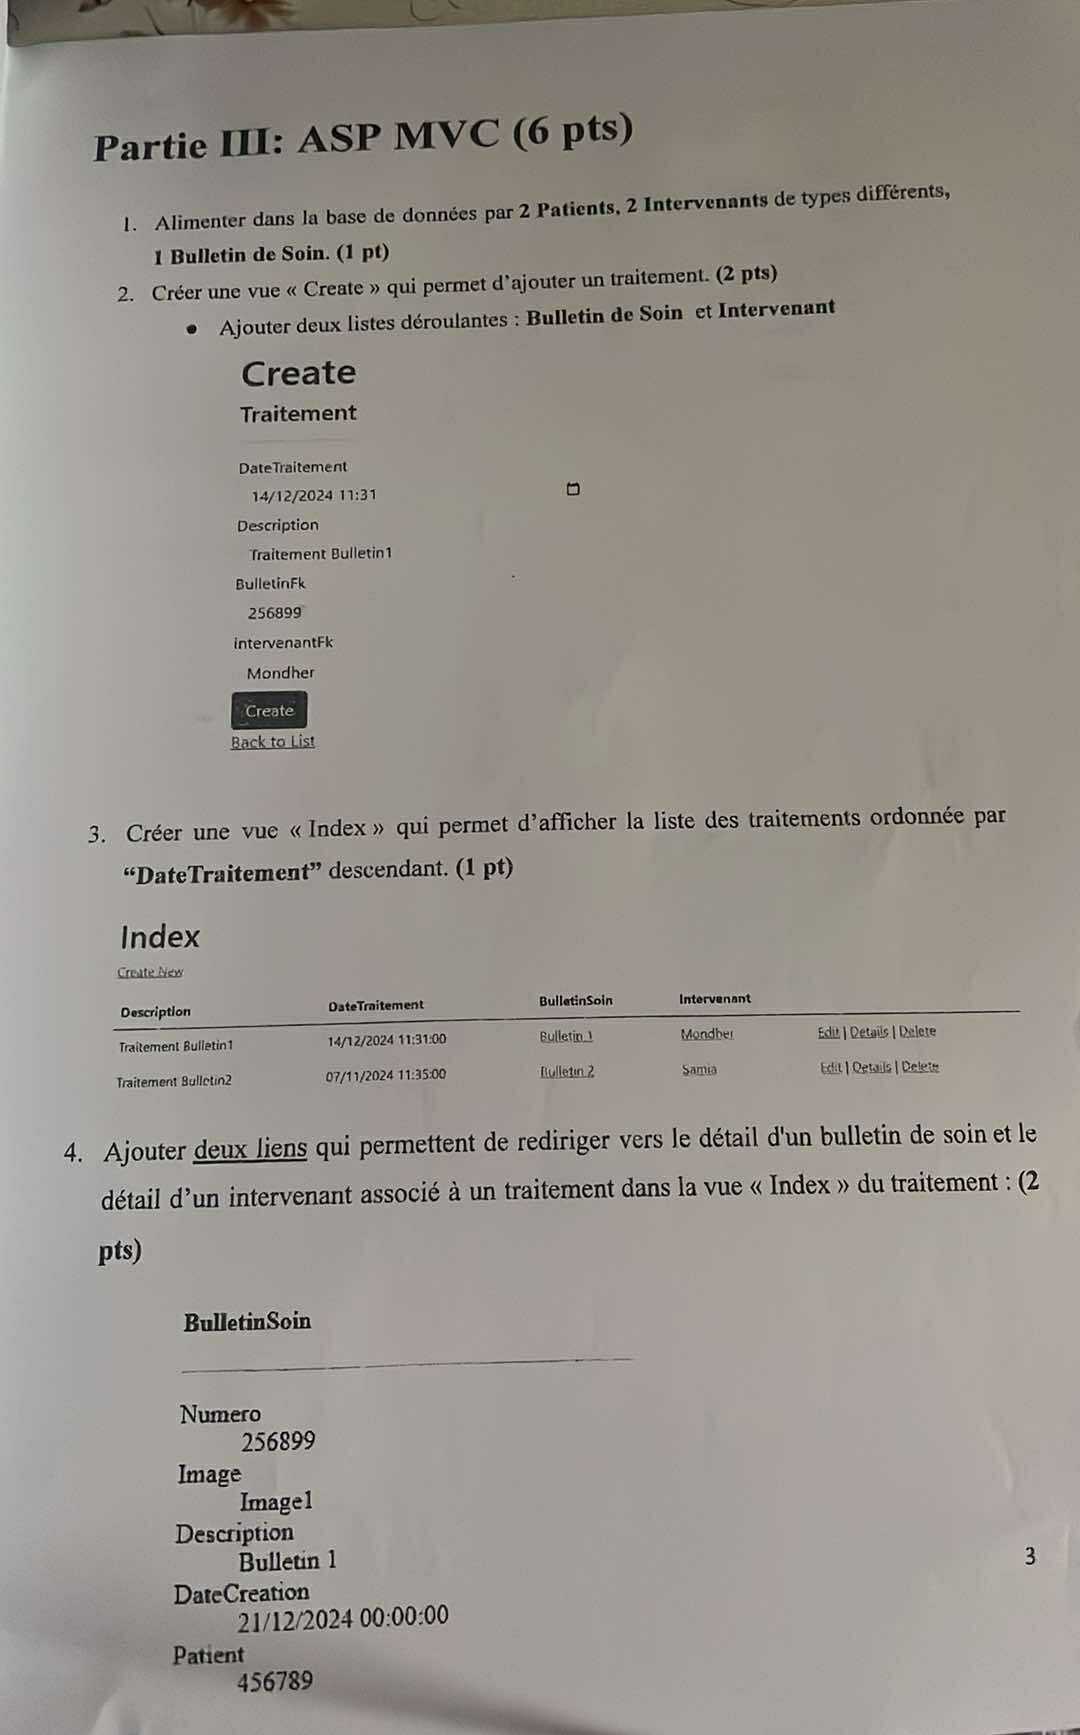 Partie III: ASP MVC (6 pts)
1. Alimenter dans la base de données par 2 Patients, 2 Intervenants de types différents,
1 Bulletin de Soin. (1 pt)
2. Créer une vue « Create » qui permet d'ajouter un traitement. (2 pts)
• Ajouter deux listes déroulantes : Bulletin de Soin et Intervenant
Create
Traitement
DateTraitement
14/12/2024 11:31
Description
Traitement Bulletin1
BulletinFk
256899
intervenantFk
Mondher
Create
Back to List
3. Créer une vue « Index » qui permet d'afficher la liste des traitements ordonnée par
“DateTraitement” descendant. (1 pt)
Index
Create New
Description DateTraitement BulletinSoin Intervenant
Traitement Bulletin1 14/12/2024 11:31:00 Bulletin 1 Mondher Edit | Details | Delete
Traitement Bulletin2 07/11/2024 11:35:00 Bulletin 2 Samia Edit | Details | Delete
4. Ajouter deux liens qui permettent de rediriger vers le détail d'un bulletin de soin et le
détail d'un intervenant associé à un traitement dans la vue « Index » du traitement : (2
pts)
BulletinSoin
Numero
256899
Image
Image1
Description
Bulletin 1
DateCreation
21/12/2024 00:00:00
Patient
456789
3